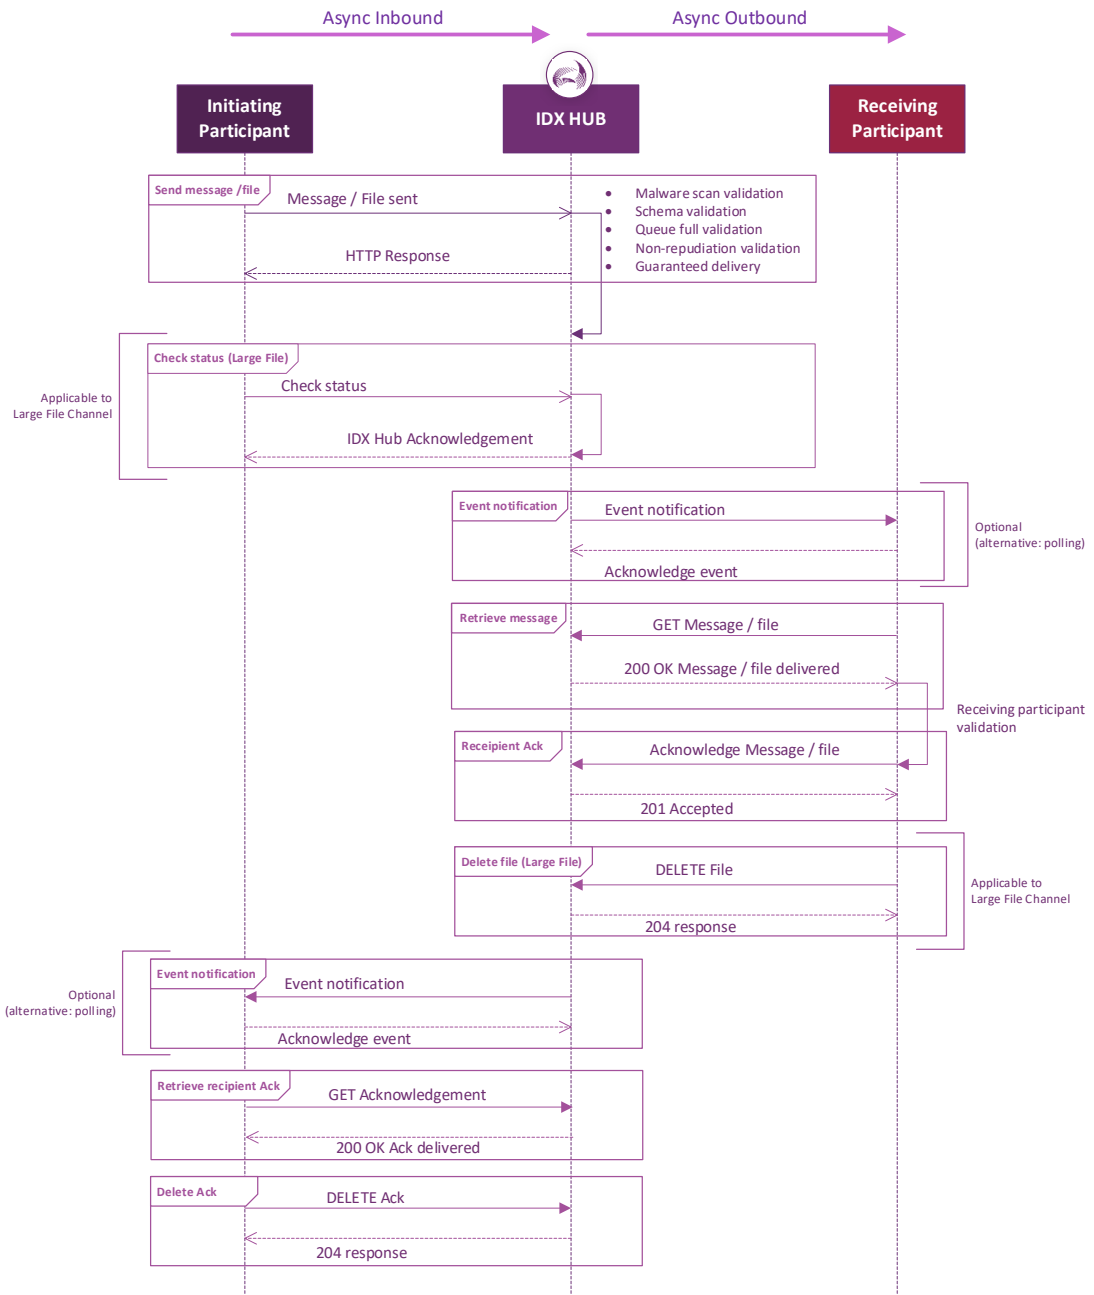 Async Inbound
Async Outbound
Initiating
Participant
IDX HUB
Receiving
Participant
Send message /file
Message / File sent
• Malware scan validation
• Schema validation
• Queue full validation
• Non-repudiation validation
• Guaranteed delivery
HTTP Response
Check status (Large File)
Check status
Applicable to
Large File Channel
IDX Hub Acknowledgement
Event notification
Event notification
Optional
(alternative: polling)
Acknowledge event
Retrieve message
GET Message / file
200 OK Message / file delivered
Receiving participant
validation
Receipient Ack
Acknowledge Message / file
201 Accepted
Delete file (Large File)
DELETE File
Applicable to
Large File Channel
204 response
Event notification
Event notification
Optional
(alternative: polling)
Acknowledge event
Retrieve recipient Ack
GET Acknowledgement
200 OK Ack delivered
Delete Ack
DELETE Ack
204 response